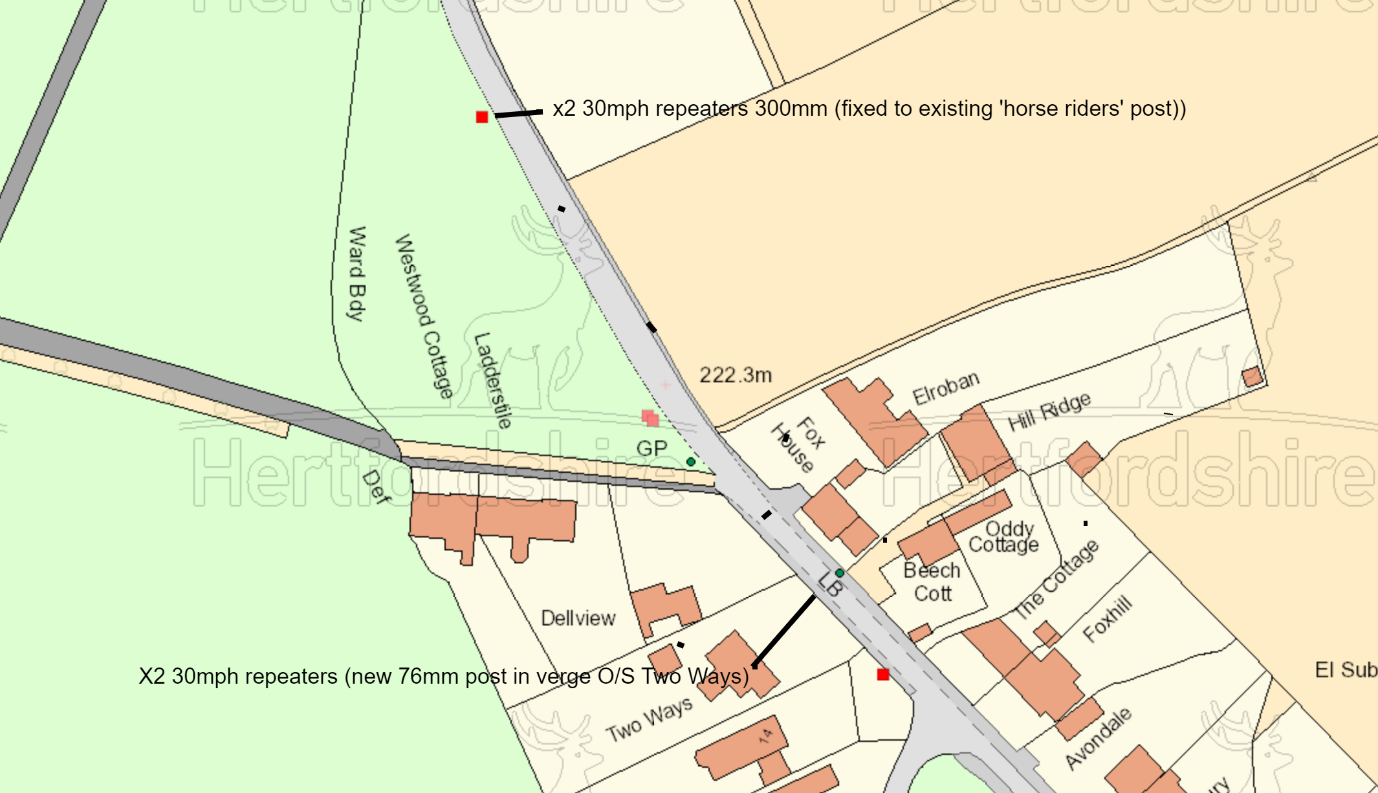 Hertfordshire
Hertfordshire
x2 30mph repeaters 300mm (fixed to existing 'horse riders' post))
Ward Bdy
Westwood Cottage
Ladderstile
222.3m
Elroban
Hill Ridge
Fox
House
GP
Hertfordshire
Hertfordshire
Def
Oddy
Cottage
LB
Beech
Cott
The Cottage
Foxhill
Dellview
X2 30mph repeaters (new 76mm post in verge O/S Two Ways)
El Sub
Two Ways
14
Avondale